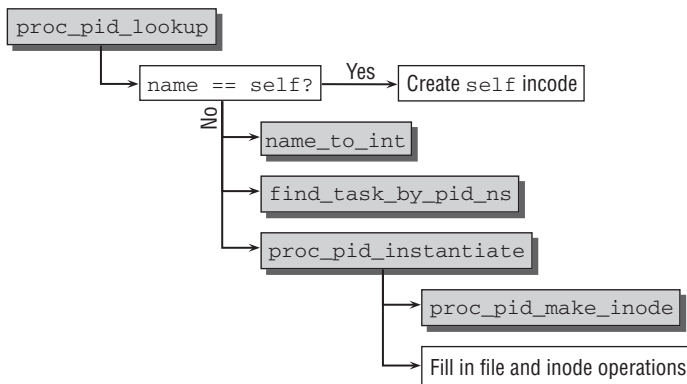 proc_pid_lookup
name == self?
Yes
Create self incode
No
name_to_int
find_task_by_pid_ns
proc_pid_instantiate
proc_pid_make_inode
Fill in file and inode operations